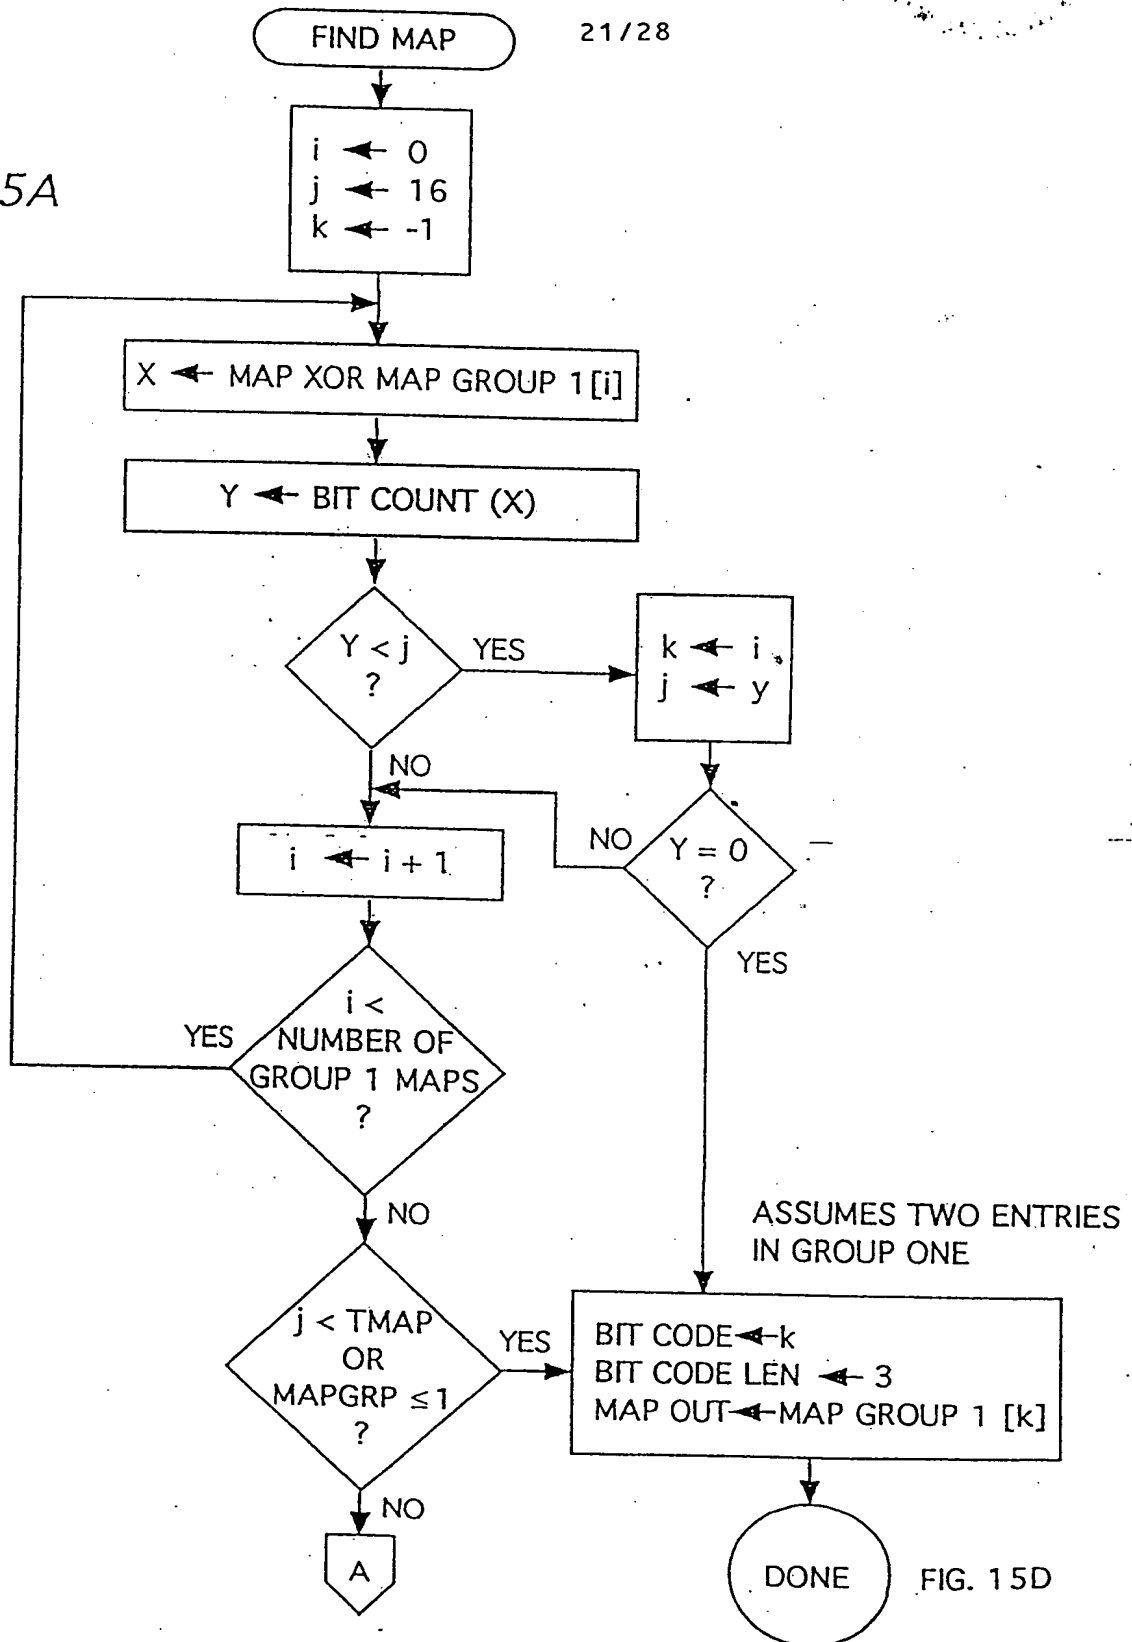 FIND MAP
21/28
5A
i ← 0
j ← 16
k ← -1
X ← MAP XOR MAP GROUP 1[i]
Y ← BIT COUNT (X)
Y < j
?
YES
k ← i
j ← y
NO
i ← i + 1
NO
Y = 0
?
YES
i <
NUMBER OF
GROUP 1 MAPS
?
YES
NO
ASSUMES TWO ENTRIES
IN GROUP ONE
j < TMAP
OR
MAPGRP ≤1
?
YES
BIT CODE←k
BIT CODE LEN ← 3
MAP OUT←MAP GROUP 1 [k]
NO
A
DONE
FIG. 15D